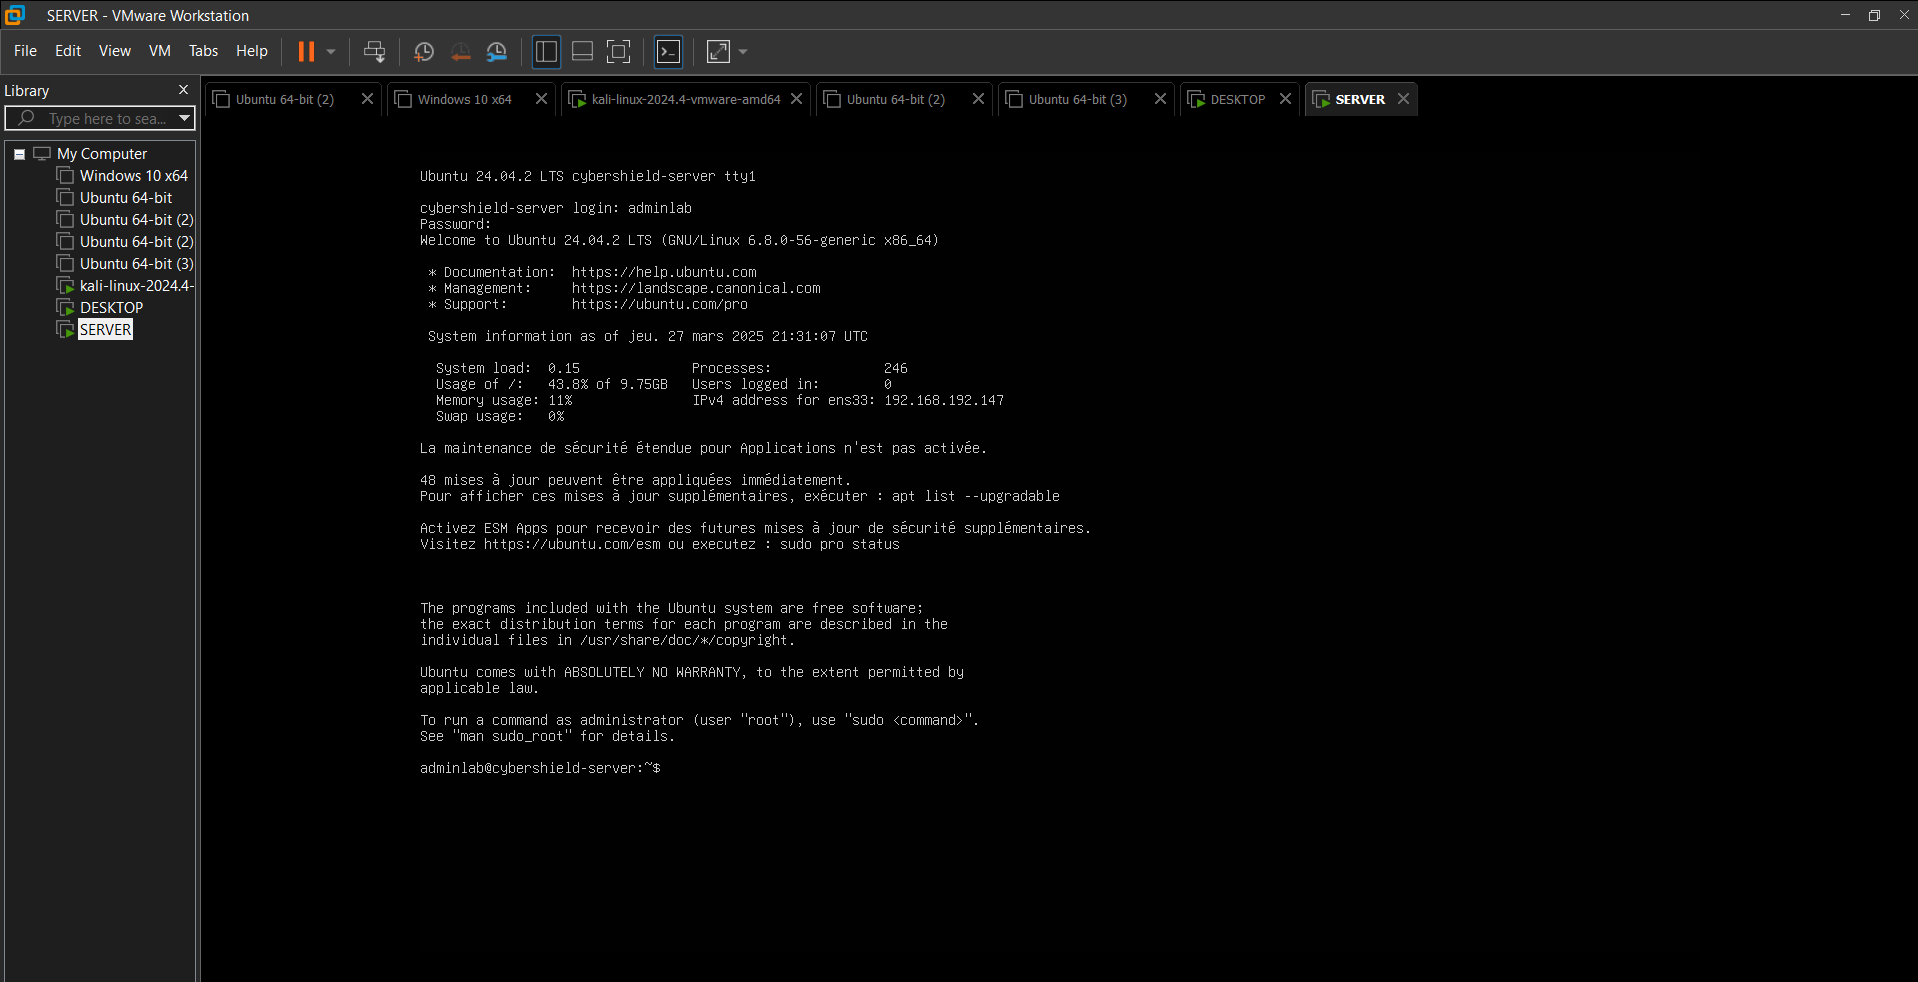 SERVER - VMware Workstation
File Edit View VM Tabs Help
Library
Type here to sea...
My Computer
Windows 10 x64
Ubuntu 64-bit
Ubuntu 64-bit (2)
Ubuntu 64-bit (2)
Ubuntu 64-bit (3)
kali-linux-2024.4-
DESKTOP
SERVER
Ubuntu 64-bit (2) Windows 10 x64 kali-linux-2024.4-vmware-amd64 Ubuntu 64-bit (2) Ubuntu 64-bit (3) DESKTOP SERVER
Ubuntu 24.04.2 LTS cybershield-server tty1
cybershield-server login: adminlab
Password:
Welcome to Ubuntu 24.04.2 LTS (GNU/Linux 6.8.0-56-generic x86_64)
* Documentation: https://help.ubuntu.com
* Management: https://landscape.canonical.com
* Support: https://ubuntu.com/pro
System information as of jeu. 27 mars 2025 21:31:07 UTC
System load: 0.15 Processes: 246
Usage of /: 43.8% of 9.75GB Users logged in: 0
Memory usage: 11% IPv4 address for ens33: 192.168.192.147
Swap usage: 0%
La maintenance de sécurité étendue pour Applications n'est pas activée.
48 mises à jour peuvent être appliquées immédiatement.
Pour afficher ces mises à jour supplémentaires, exécuter : apt list --upgradable
Activez ESM Apps pour recevoir des futures mises à jour de sécurité supplémentaires.
Visitez https://ubuntu.com/esm ou executez : sudo pro status
The programs included with the Ubuntu system are free software;
the exact distribution terms for each program are described in the
individual files in /usr/share/doc/*/copyright.
Ubuntu comes with ABSOLUTELY NO WARRANTY, to the extent permitted by
applicable law.
To run a command as administrator (user "root"), use "sudo <command>".
See "man sudo_root" for details.
adminlab@cybershield-server:~$